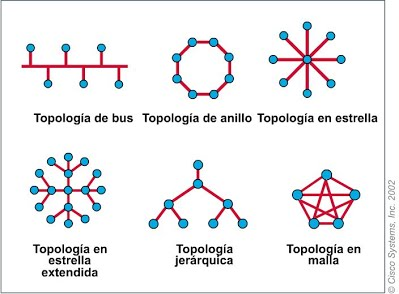 Topología de bus
Topología de anillo
Topología en estrella
Topología en
estrella
extendida
Topología
jerárquica
Topología en
malla
© Cisco Systems, Inc. 2002